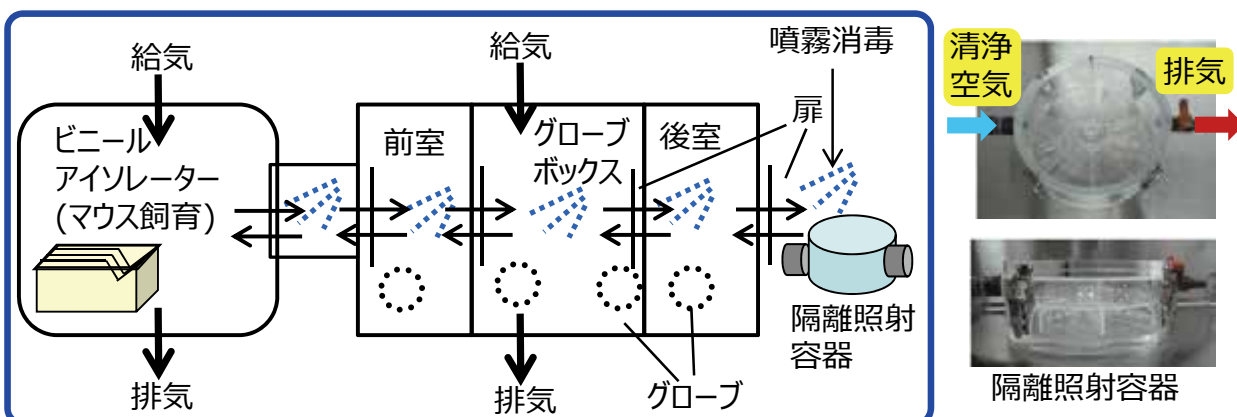 給気
ビニール
アイソレーター
(マウス飼育)
排気
前室
給気
グローブ
ボックス
排気
後室
扉
噴霧消毒
隔離照射
容器
グローブ
清浄
空気
排気
隔離照射容器